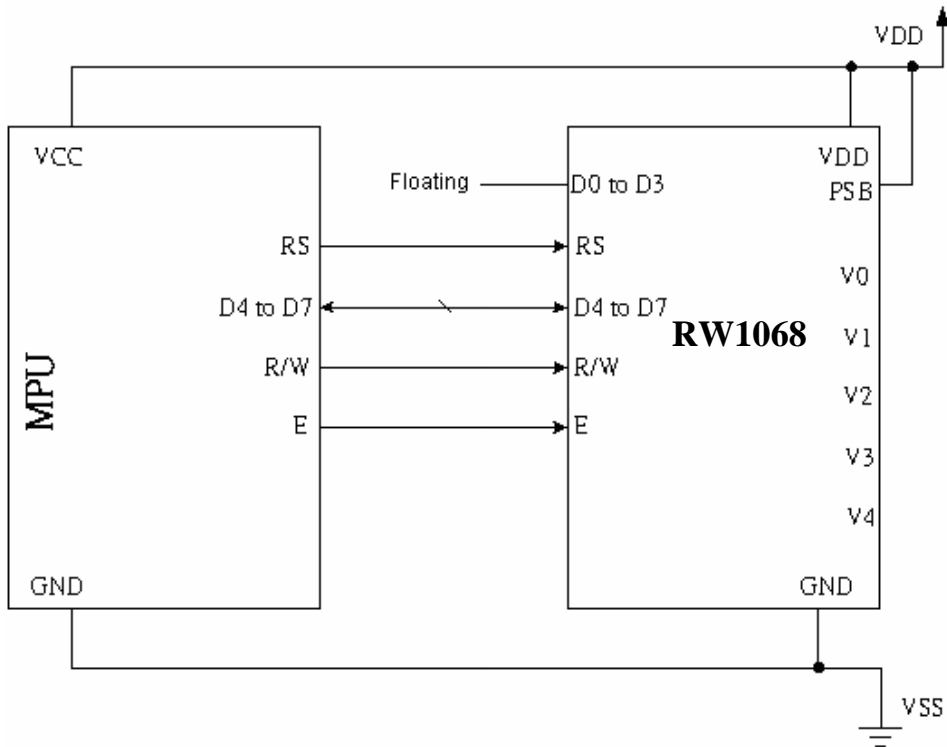 VDD
VCC
VDD
Floating
D0 to D3
PSB
RS
RS
V0
D4 to D7
D4 to D7
RW1068
V1
MPU
R/W
R/W
V2
E
E
V3
V4
GND
GND
VSS